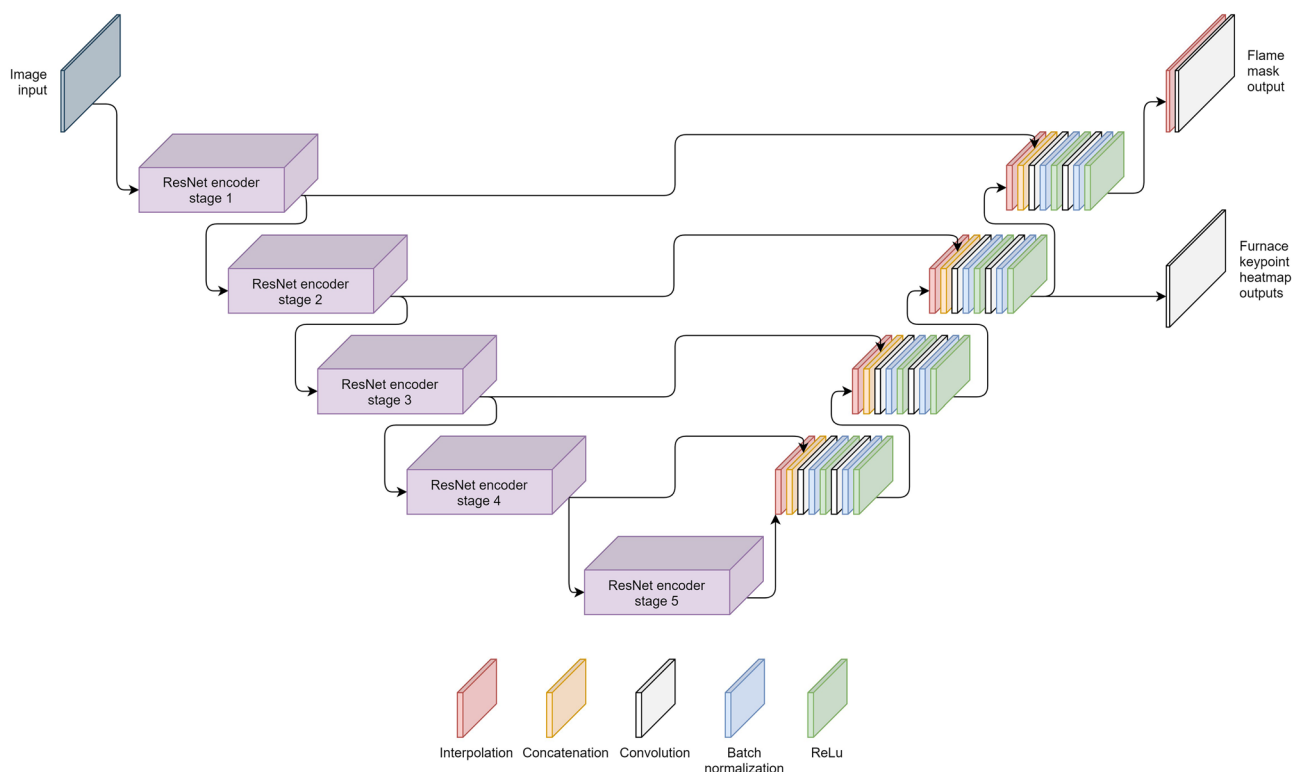 Image
input
Flame
mask
output
ResNet encoder
stage 1
ResNet encoder
stage 2
Furnace
keypoint
heatmap
outputs
ResNet encoder
stage 3
ResNet encoder
stage 4
ResNet encoder
stage 5
Interpolation
Concatenation
Convolution
Batch
normalization
ReLu